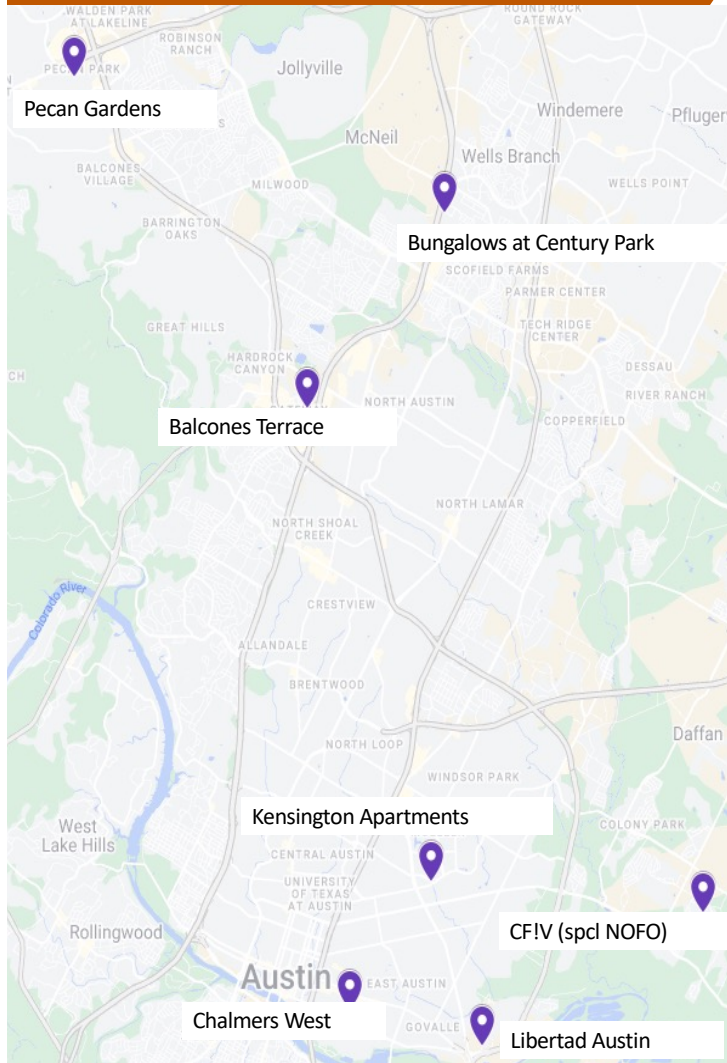 WALDEN PARK
AT LAKELINE
ROUND ROCK
GATEWAY
ROBINSON
RANCH
Jollyville
Pecan Gardens
Windemere
Pfluger
McNeil
Wells Branch
BALCONES
VILLAGE
MILWOOD
WELLS POINT
BARRINGTON
OAKS
Bungalows at Century Park
SCOFIELD FARMS
PARMER CENTER
GREAT HILLS
TECH RIDGE
CENTER
HARDROCK
CANYON
DESSAU
CH
RIVER RANCH
NORTH AUSTIN
COPPERFIELD
Balcones Terrace
NORTH LAMAR
NORTH SHOAL
CREEK
Colorado River
CRESTVIEW
ALLANDALE
BRENTWOOD
Daffan
NORTH LOOP
WINDSOR PARK
Kensington Apartments
West
Lake Hills
COLONY PARK
CENTRAL AUSTIN
UNIVERSITY
OF TEXAS
AT AUSTIN
CF!V (spcl NOFO)
Rollingwood
Austin
EAST AUSTIN
Chalmers West
GOVALLE
Libertad Austin